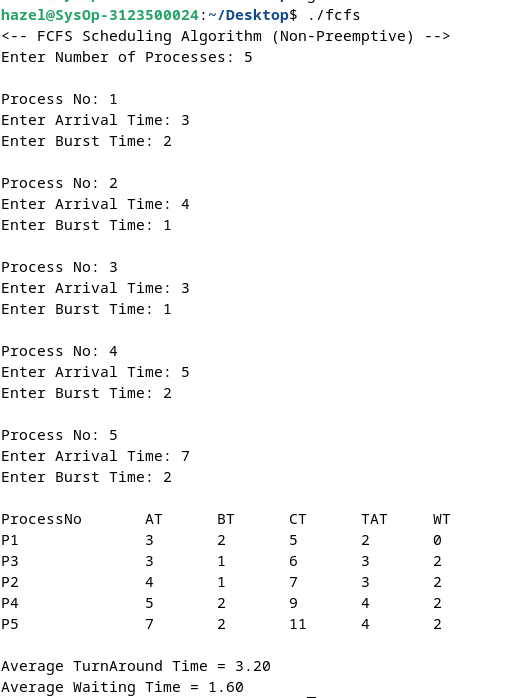 hazel@SysOp-3123500024:~/Desktop$ ./fcfs
<-- FCFS Scheduling Algorithm (Non-Preemptive) -->
Enter Number of Processes: 5

Process No: 1
Enter Arrival Time: 3
Enter Burst Time: 2

Process No: 2
Enter Arrival Time: 4
Enter Burst Time: 1

Process No: 3
Enter Arrival Time: 3
Enter Burst Time: 1

Process No: 4
Enter Arrival Time: 5
Enter Burst Time: 2

Process No: 5
Enter Arrival Time: 7
Enter Burst Time: 2

ProcessNo AT BT CT TAT WT
P1 3 2 5 2 0
P3 3 1 6 3 2
P2 4 1 7 3 2
P4 5 2 9 4 2
P5 7 2 11 4 2

Average TurnAround Time = 3.20
Average Waiting Time = 1.60